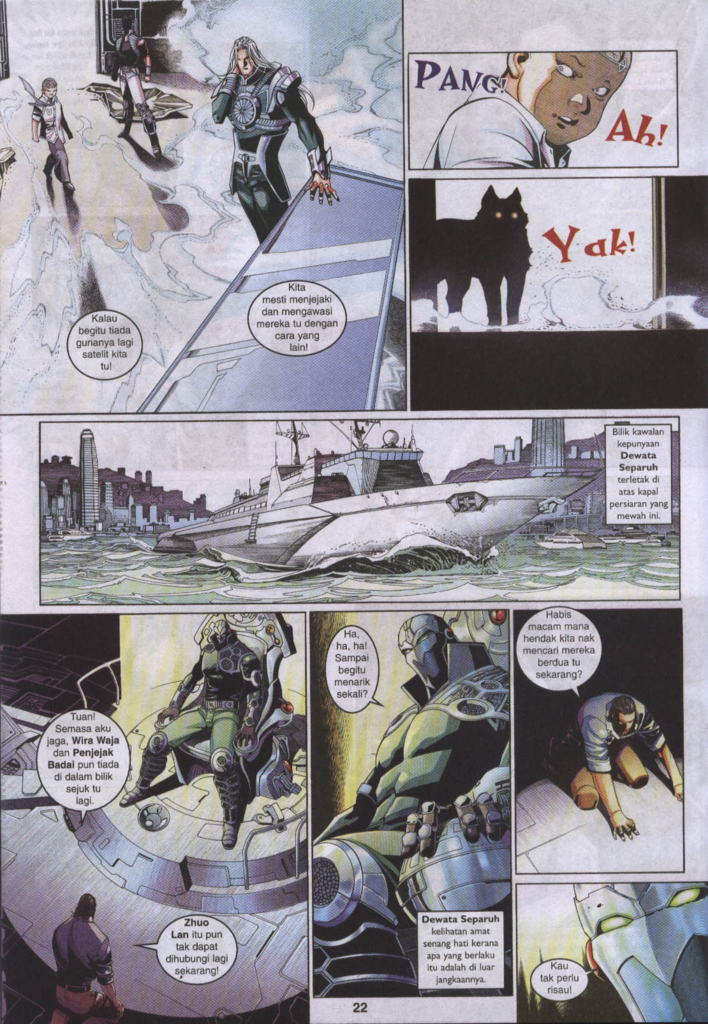 Kalau
begitu tiada
gunanya lagi
satelit kita
tu!
Kita
mesti menjejaki
dan mengawasi
mereka tu dengan
cara yang
lain!
PANG!
Ah!
Yak!
Bilik kawalan
kepunyaan
Dewata
Separuh
terletak di
atas kapal
persiaran yang
mewah ini.
Tuan!
Semasa aku
jaga, Wira Waja
dan Penjejak
Badai pun tiada
di dalam bilik
sejuk tu
lagi.
Zhuo
Lan itu pun
tak dapat
dihubungi lagi
sekarang!
Ha,
ha, ha!
Sampai
begitu
menarik
sekali?
Dewata Separuh
kelihatan amat
senang hati kerana
apa yang berlaku
itu adalah di luar
jangkaannya.
Habis
macam mana
hendak kita nak
mencari mereka
berdua tu
sekarang?
Kau
tak perlu
risau!
22